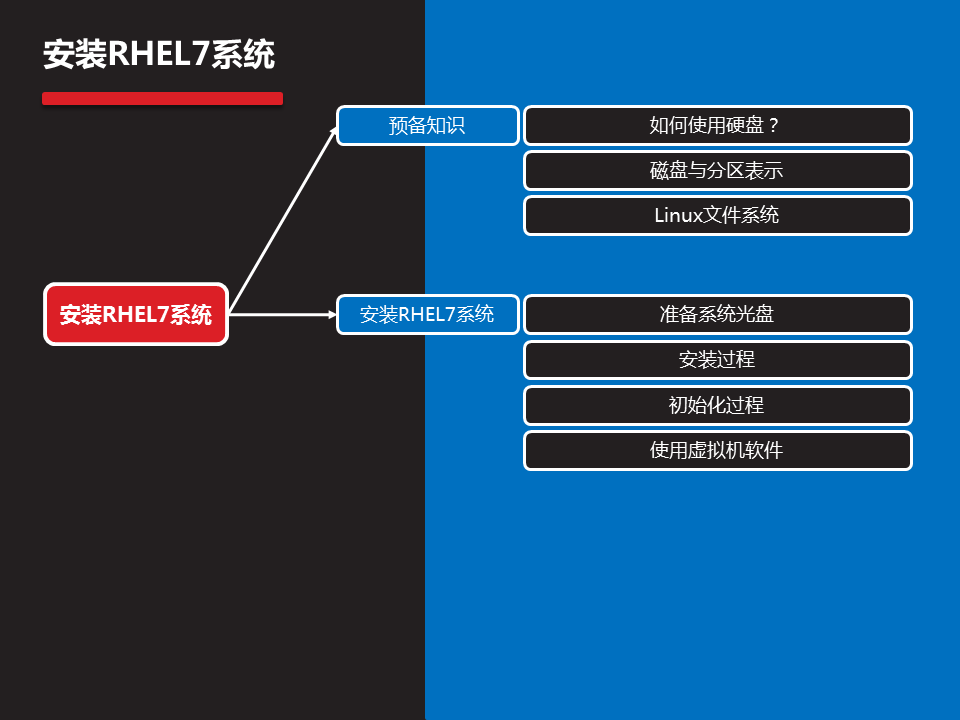 安装RHEL7系统
预备知识
如何使用硬盘？
磁盘与分区表示
Linux文件系统
安装RHEL7系统
安装RHEL7系统
准备系统光盘
安装过程
初始化过程
使用虚拟机软件